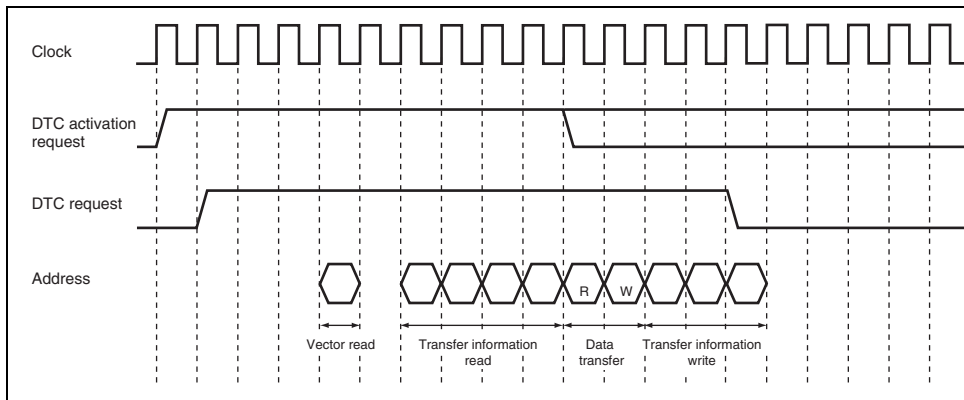 Clock
DTC activation
request
DTC request
Address
R
W
Vector read
Transfer information
read
Data
transfer
Transfer information
write